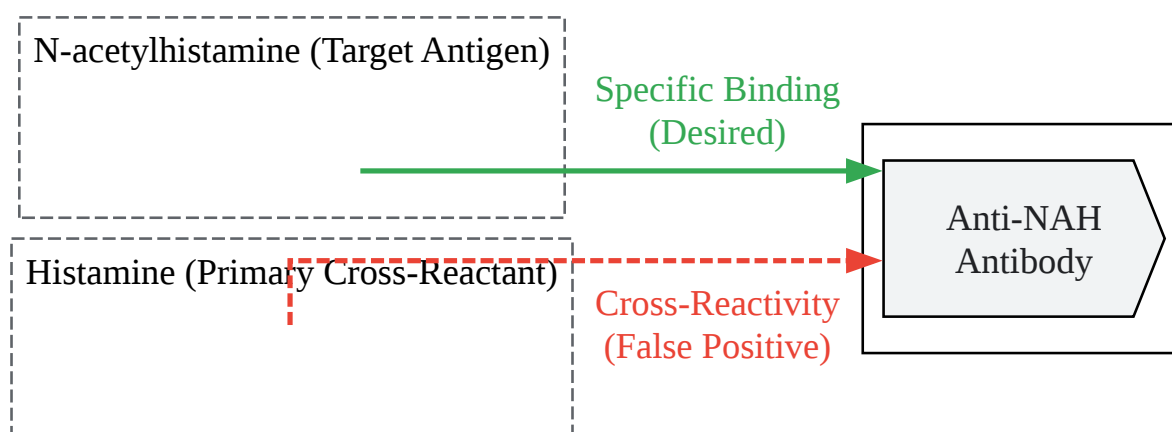 N-acetylhistamine (Target Antigen)
Specific Binding
(Desired)
Anti-NAH
Antibody
Histamine (Primary Cross-Reactant)
Cross-Reactivity
(False Positive)